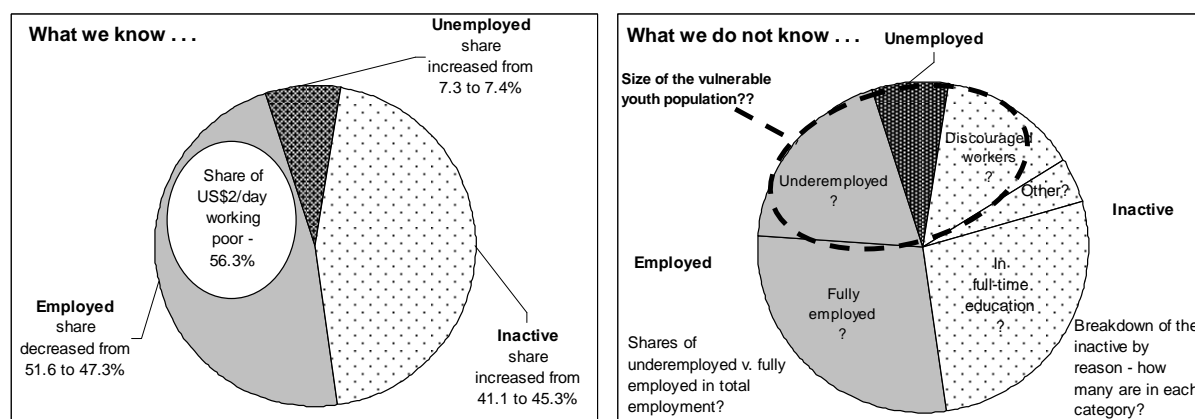 What we know . . .
Unemployed
share
increased from
7.3 to 7.4%
Share of
US$2/day
working
poor -
56.3%
Employed
share
decreased from
51.6 to 47.3%
Inactive
share
increased from
41.1 to 45.3%
What we do not know . . .
Unemployed
Size of the vulnerable
youth population??
Discouraged
workers
?
Underemployed
?
Other?
Inactive
Employed
In
full-time
education
?
Fully
employed
?
Shares of
underemployed v. fully
employed in total
employment?
Breakdown of the
inactive by
reason - how
many are in each
category?